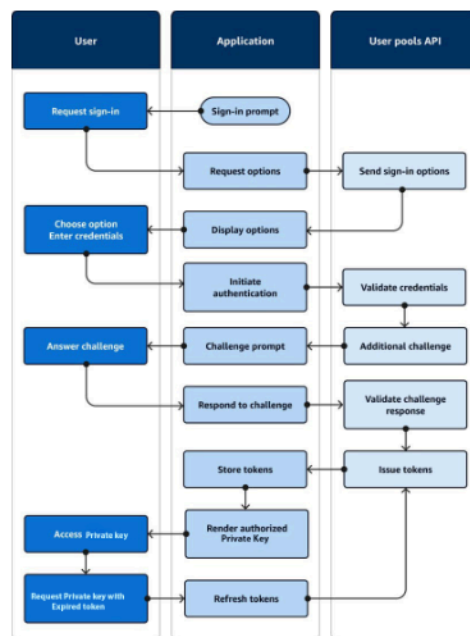 User
Application
User pools API
Request sign-in
Sign-in prompt
Request options
Send sign-in options
Choose option
Enter credentials
Display options
Initiate
authentication
Validate credentials
Answer challenge
Challenge prompt
Additional challenge
Respond to challenge
Validate challenge
response
Store tokens
Issue tokens
Render authorized
Private Key
Access Private key
Request Private key with
Expired token
Refresh tokens